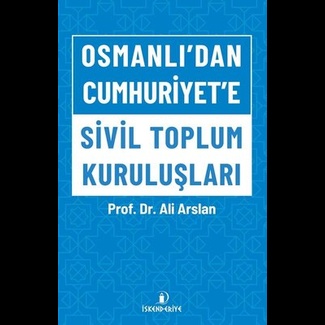 OSMANLI'DAN
CUMHURİYET'E
SİVİL TOPLUM
KURULUŞLARI
Prof. Dr. Ali Arslan
İSKENDERİYE